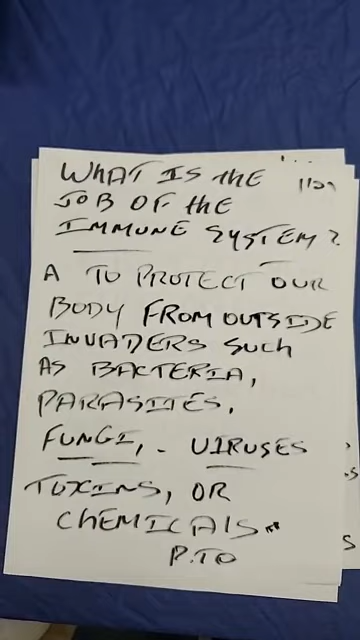 WHAT IS the
JOB OF the
IMMUNE SYSTEM?
A TO PROTECT OUR
BODY FROM OUTSIDE
INVADERS SUCH
AS BACTERIA,
PARASITES,
FUNGI, - VIRUSES
TOXINS, OR
CHEMICALS"
P.TO